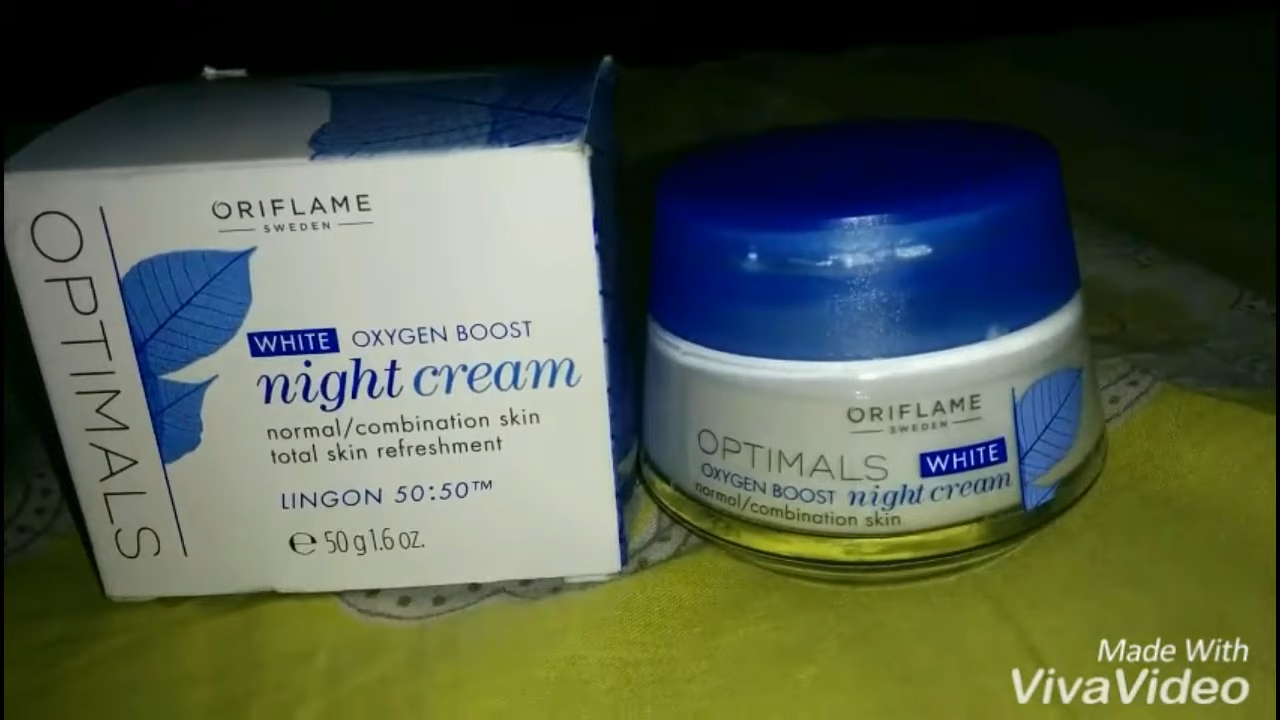 OPTIMALS
ORIFLAME
SWEDEN
WHITE OXYGEN BOOST
night cream
normal/combination skin
total skin refreshment
LINGON 50:50™
℮ 50 g 1.6 oz.
ORIFLAME
SWEDEN
OPTIMALS WHITE
OXYGEN BOOST night cream
normal/combination skin
Made With
VivaVideo